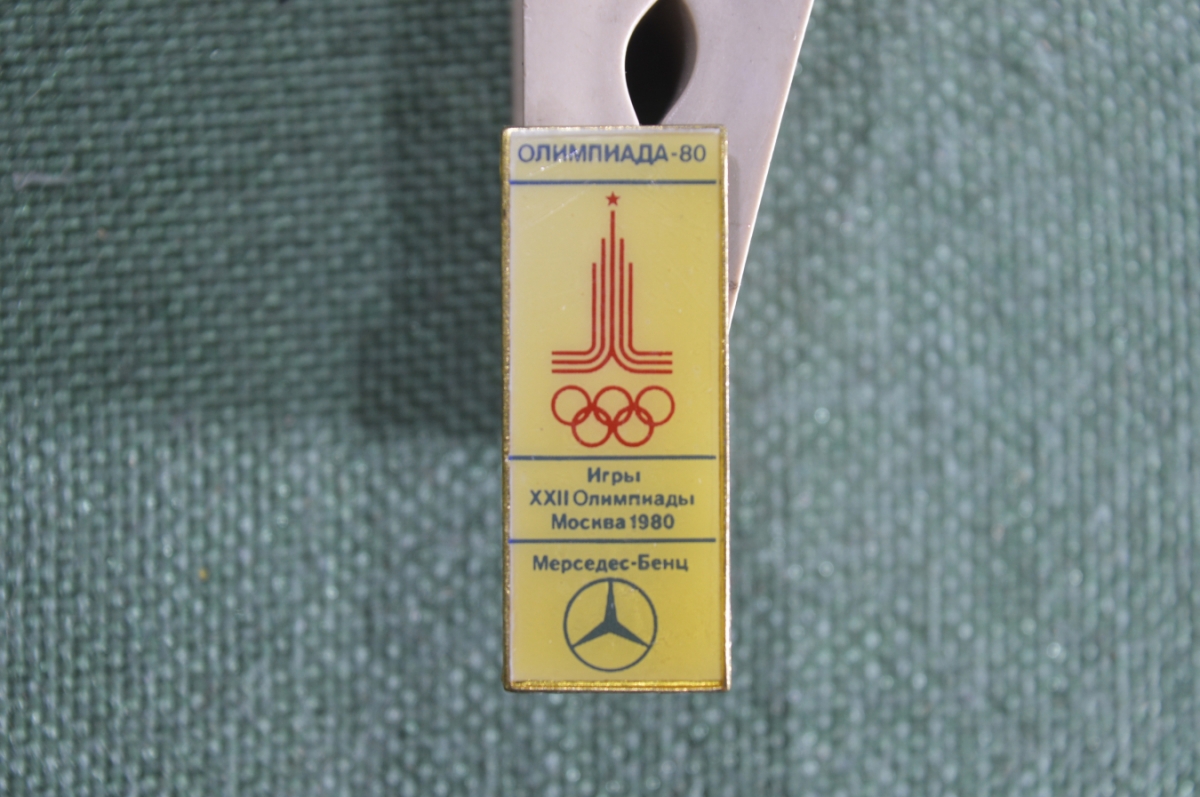 ОЛИМПИАДА-80
Игры
XXII Олимпиады
Москва 1980
Мерседес-Бенц